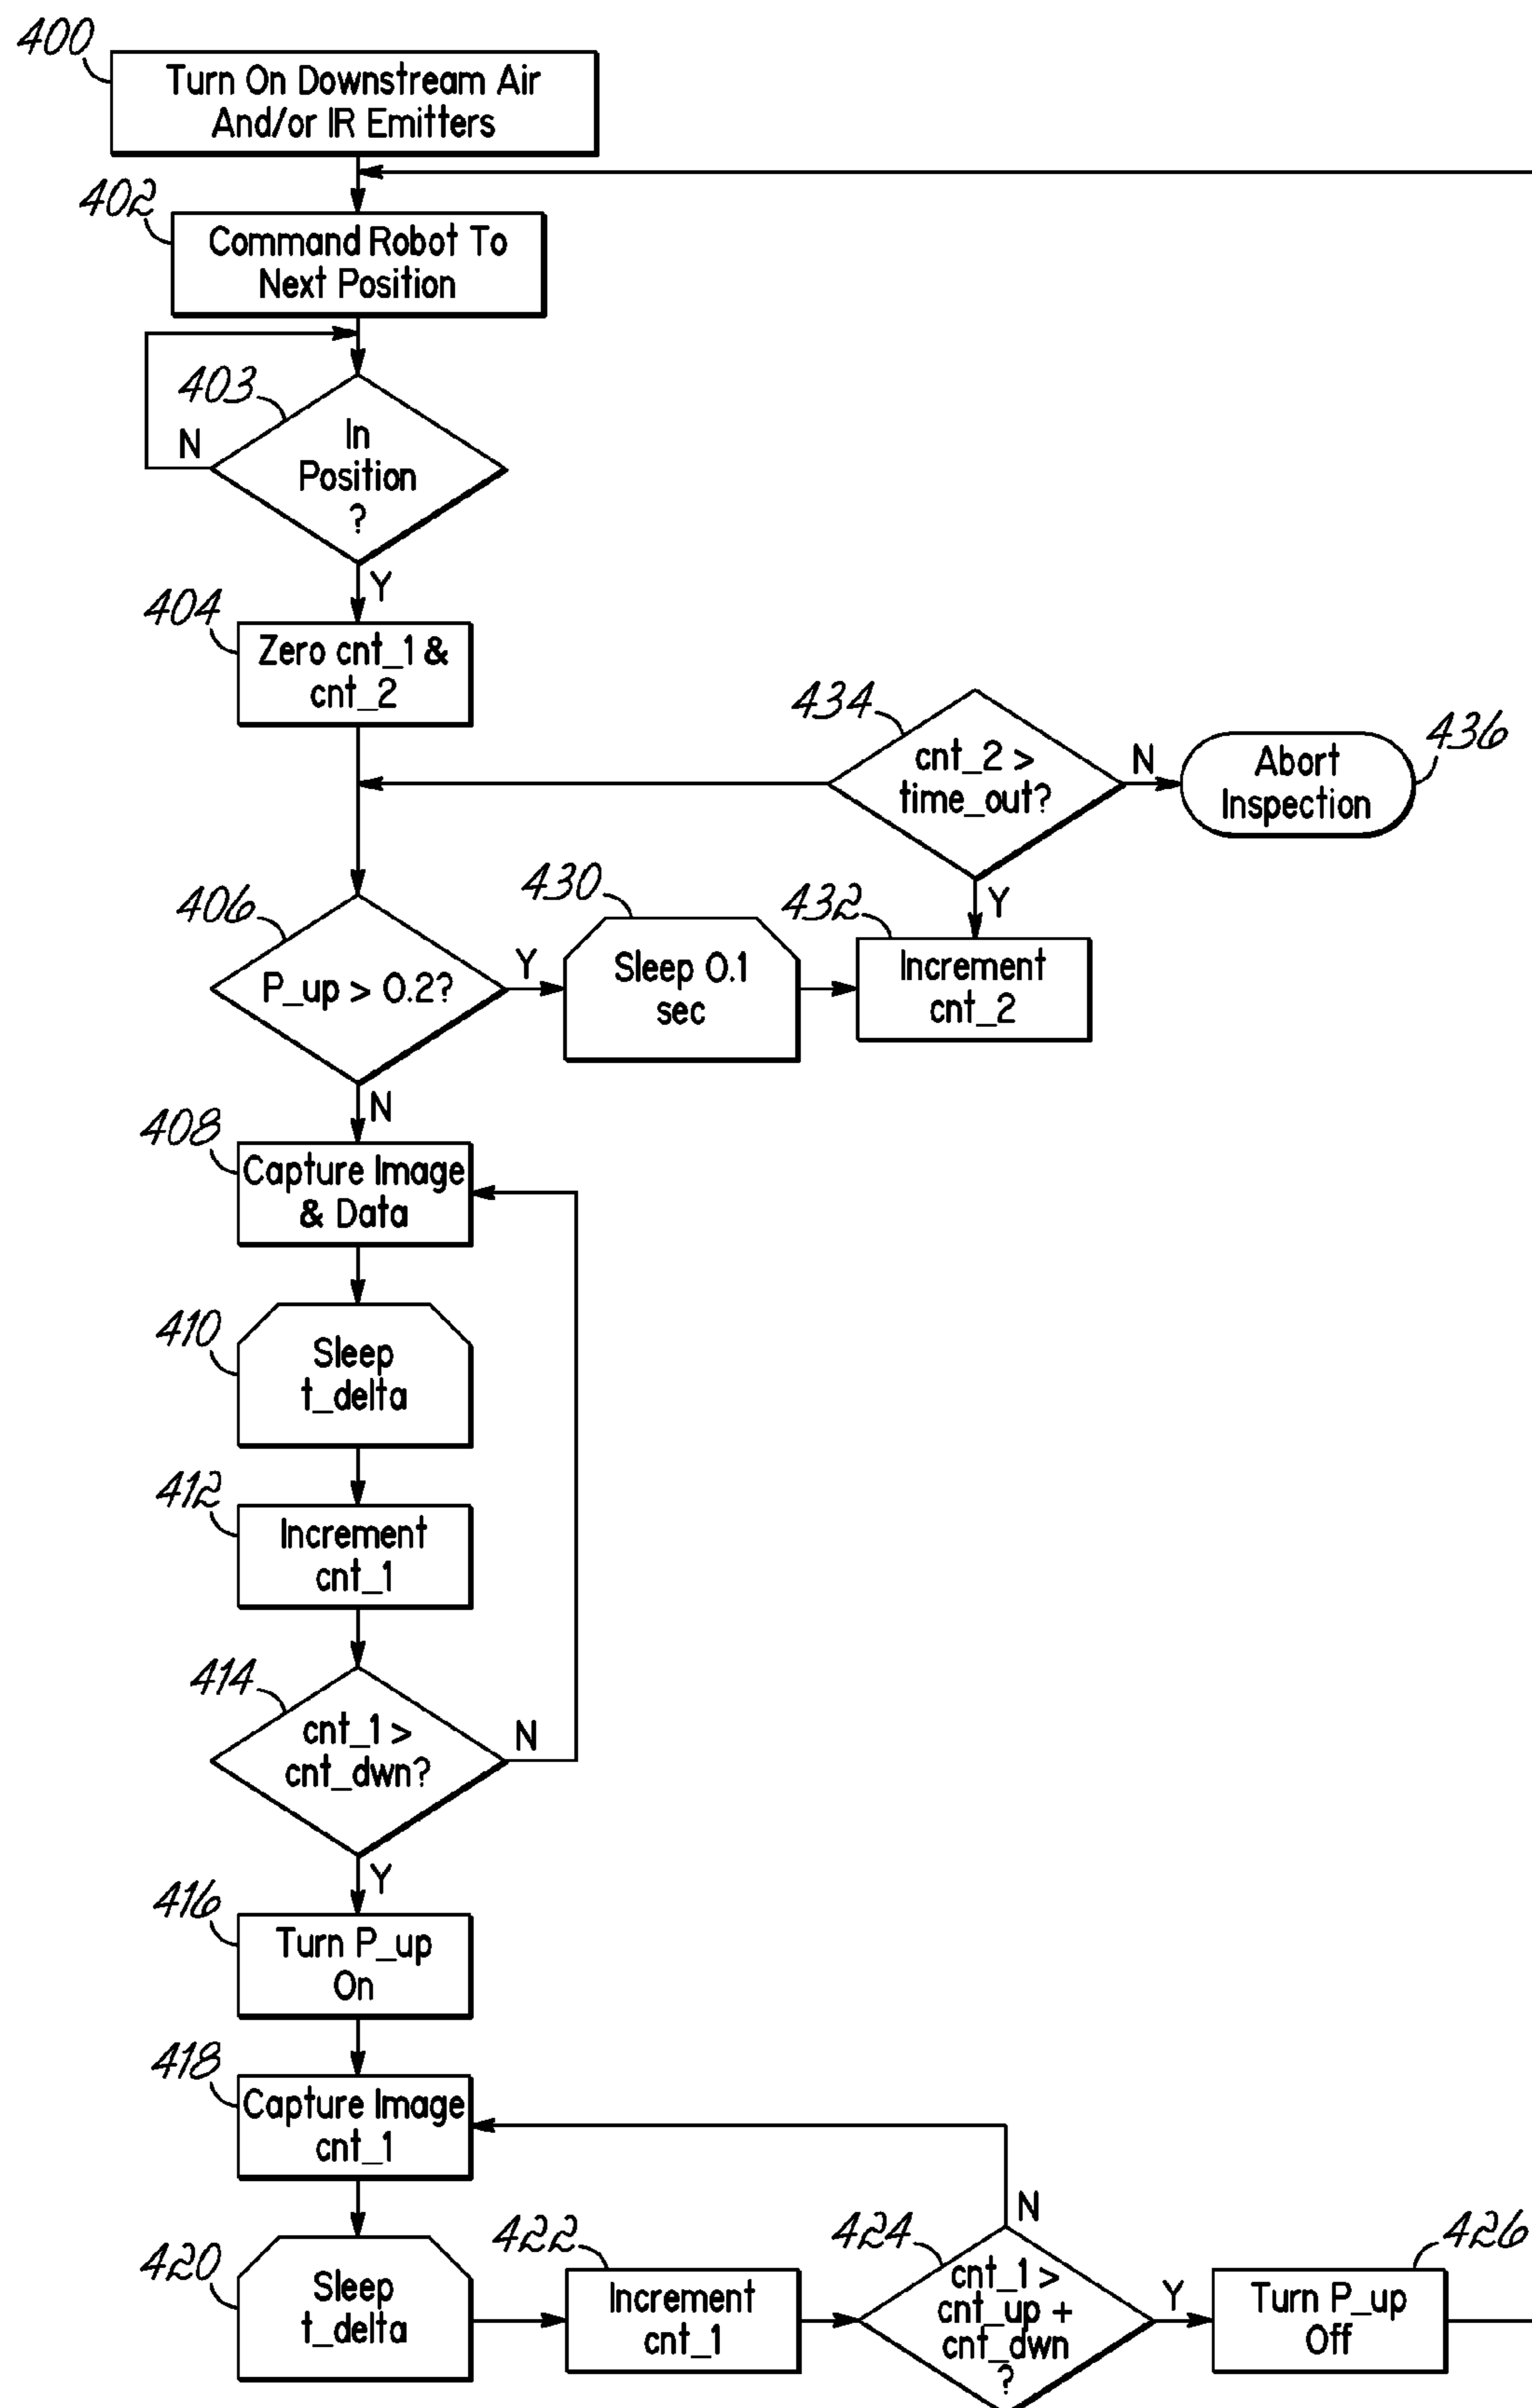 400
Turn On Downstream Air
And/or IR Emitters
402
Command Robot To
Next Position
403
In
Position
?
N
Y
404
Zero cnt_1 &
cnt_2
434
cnt_2 >
time_out?
N
Abort
Inspection
436
Y
406
P_up > 0.2?
Y
430
Sleep 0.1
sec
432
Increment
cnt_2
N
408
Capture Image
& Data
410
Sleep
t_delta
412
Increment
cnt_1
414
cnt_1 >
cnt_dwn?
N
Y
416
Turn P_up
On
418
Capture Image
cnt_1
420
Sleep
t_delta
422
Increment
cnt_1
424
cnt_1 >
cnt_up +
cnt_dwn
?
N
Y
426
Turn P_up
Off